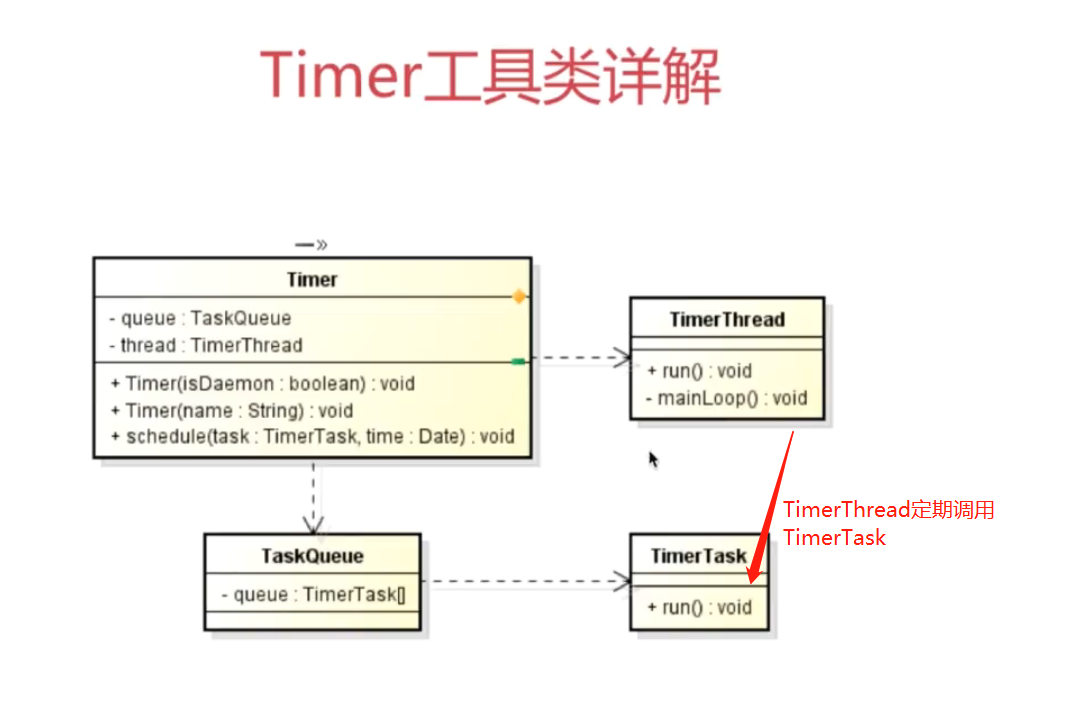 Timer工具类详解
Timer
- queue : TaskQueue
- thread : TimerThread
+ Timer(isDaemon : boolean) : void
+ Timer(name : String) : void
+ schedule(task : TimerTask, time : Date) : void
TimerThread
+ run() : void
- mainLoop() : void
TimerThread定期调用
TimerTask
TaskQueue
- queue : TimerTask[]
TimerTask
+ run() : void